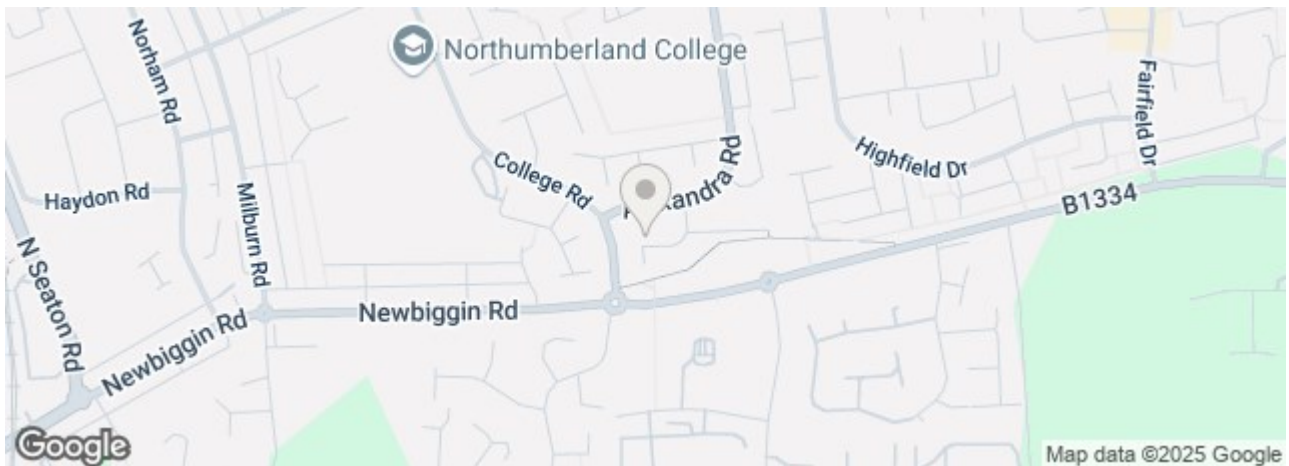 Northumberland College
Norham Rd
Fairfield Dr
Highfield Dr
College Rd
Haydon Rd
Milburn Rd
B1334
N Seaton Rd
Newbiggin Rd
Newbiggin Rd
Rd
Google
Map data ©2025 Google